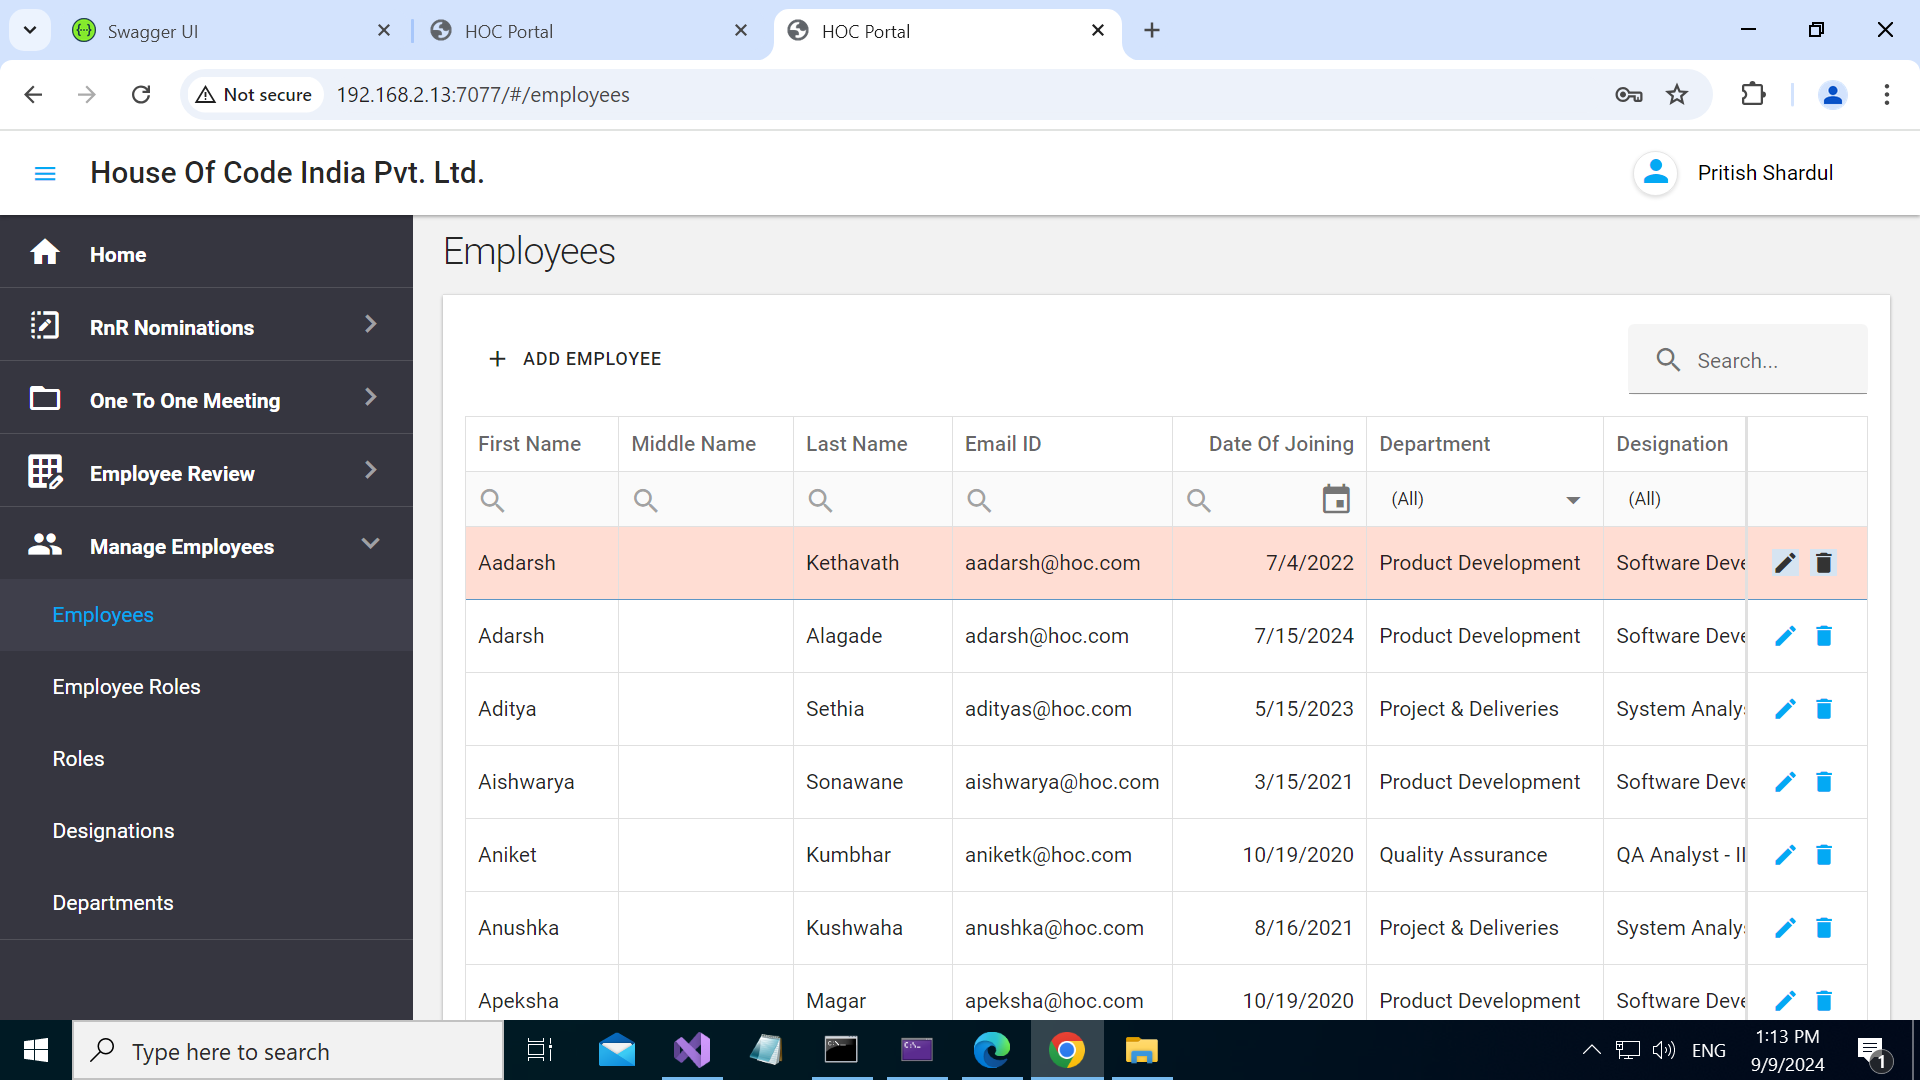 Swagger UI
HOC Portal
HOC Portal
Not secure
192.168.2.13:7077/#/employees
House Of Code India Pvt. Ltd.
Pritish Shardul
Home
RnR Nominations
One To One Meeting
Employee Review
Manage Employees
Employees
Employee Roles
Roles
Designations
Departments
Employees
ADD EMPLOYEE
Search...
First Name Middle Name Last Name Email ID Date Of Joining Department Designation
(All) (All)
Aadarsh Kethavath aadarsh@hoc.com 7/4/2022 Product Development Software Deve
Adarsh Alagade adarsh@hoc.com 7/15/2024 Product Development Software Deve
Aditya Sethia adityas@hoc.com 5/15/2023 Project & Deliveries System Analys
Aishwarya Sonawane aishwarya@hoc.com 3/15/2021 Product Development Software Deve
Aniket Kumbhar aniketk@hoc.com 10/19/2020 Quality Assurance QA Analyst - II
Anushka Kushwaha anushka@hoc.com 8/16/2021 Project & Deliveries System Analys
Apeksha Magar apeksha@hoc.com 10/19/2020 Product Development Software Deve
Type here to search
ENG
1:13 PM
9/9/2024
1